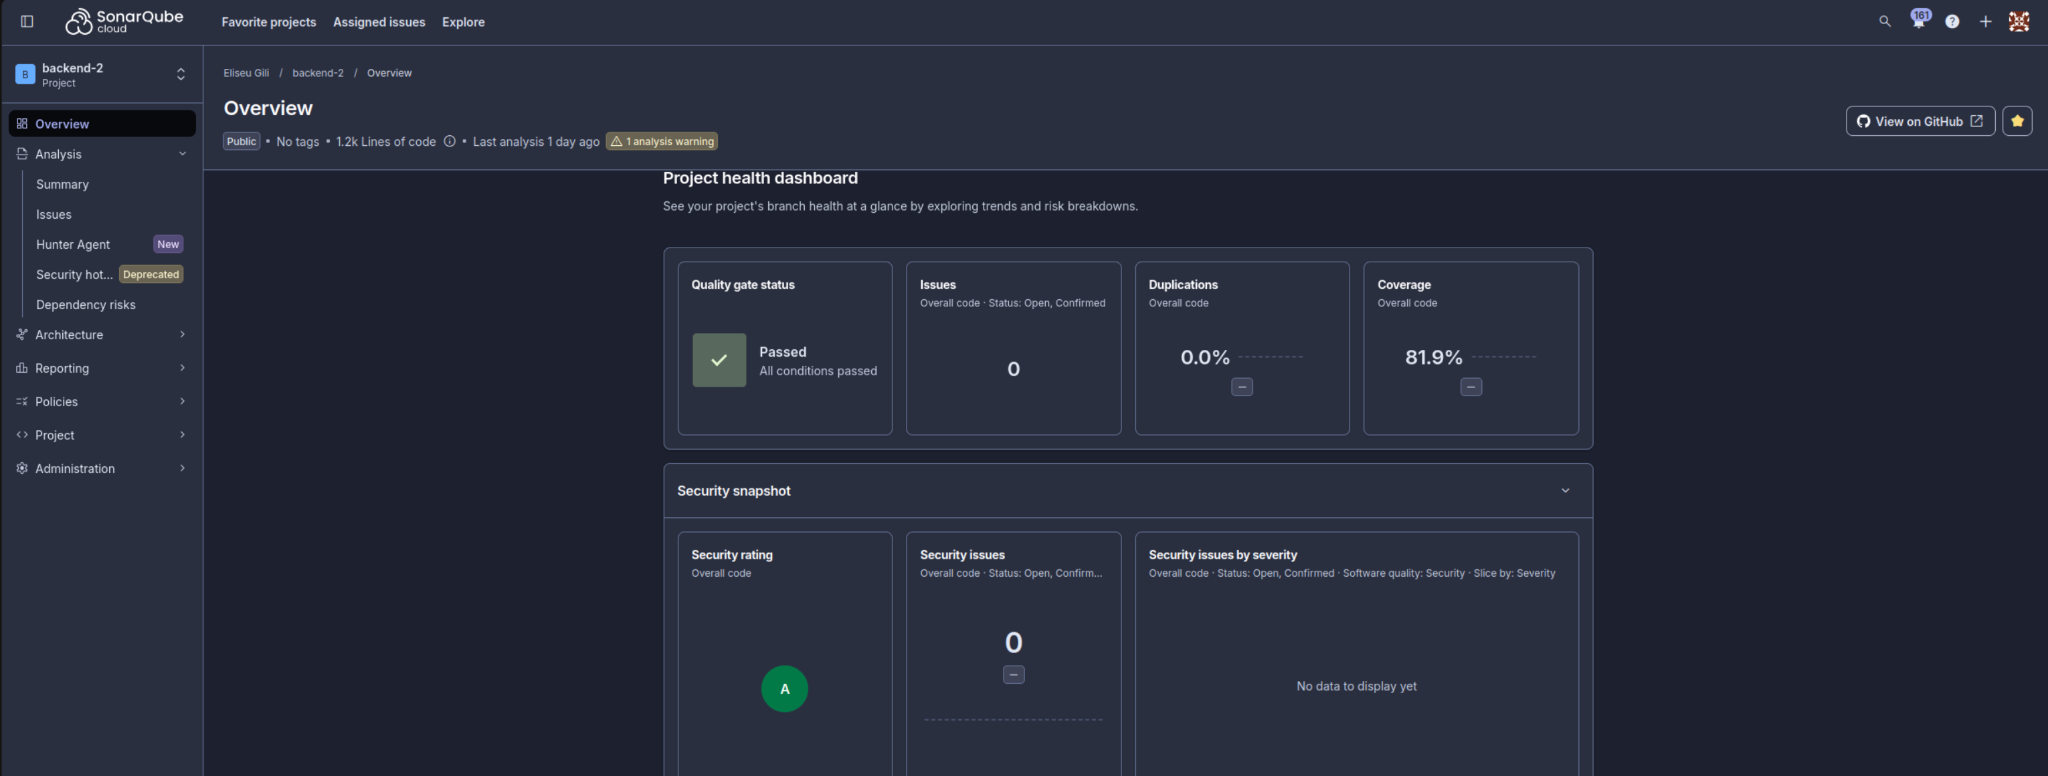 SonarQube cloud
Favorite projects
Assigned issues
Explore
161
B
backend-2
Project
Overview
Analysis
Summary
Issues
Hunter Agent New
Security hot... Deprecated
Dependency risks
Architecture
Reporting
Policies
Project
Administration
Eliseu Gili / backend-2 / Overview
Overview
Public • No tags • 1.2k Lines of code • Last analysis 1 day ago 1 analysis warning
View on GitHub
Project health dashboard
See your project's branch health at a glance by exploring trends and risk breakdowns.
Quality gate status
Passed
All conditions passed
Issues
Overall code · Status: Open, Confirmed
0
Duplications
Overall code
0.0%
Coverage
Overall code
81.9%
Security snapshot
Security rating
Overall code
A
Security issues
Overall code · Status: Open, Confirm...
0
Security issues by severity
Overall code · Status: Open, Confirmed · Software quality: Security · Slice by: Severity
No data to display yet